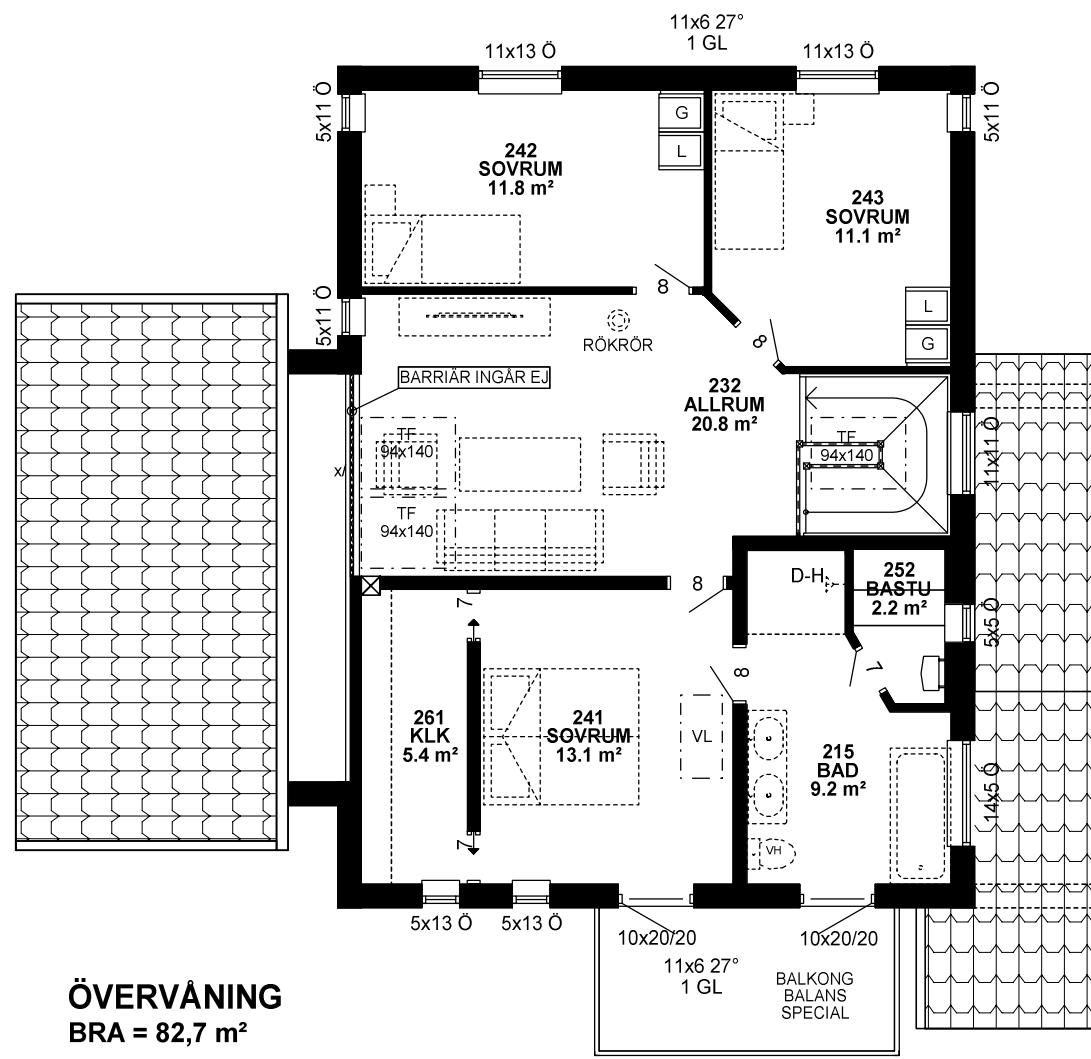 11x6 27°
1 GL
11x13 Ö
11x13 Ö
5x11 Ö
5x11 Ö
G
L
242
SOVRUM
11.8 m²
243
SOVRUM
11.1 m²
5x11 Ö
8
L
G
RÖKRÖR
8
BARRIÄR INGÅR EJ
232
ALLRUM
20.8 m²
TF
94x140
TF
94x140
11x11 Ö
x/
TF
94x140
8
D-H
252
BASTU
2.2 m²
5x5 Ö
7
8
7
261
KLK
5.4 m²
241
SOVRUM
13.1 m²
VL
215
BAD
9.2 m²
14x5 Ö
7
VH
5x13 Ö
5x13 Ö
10x20/20
10x20/20
11x6 27°
1 GL
BALKONG
BALANS
SPECIAL
ÖVERVÅNING
BRA = 82,7 m²